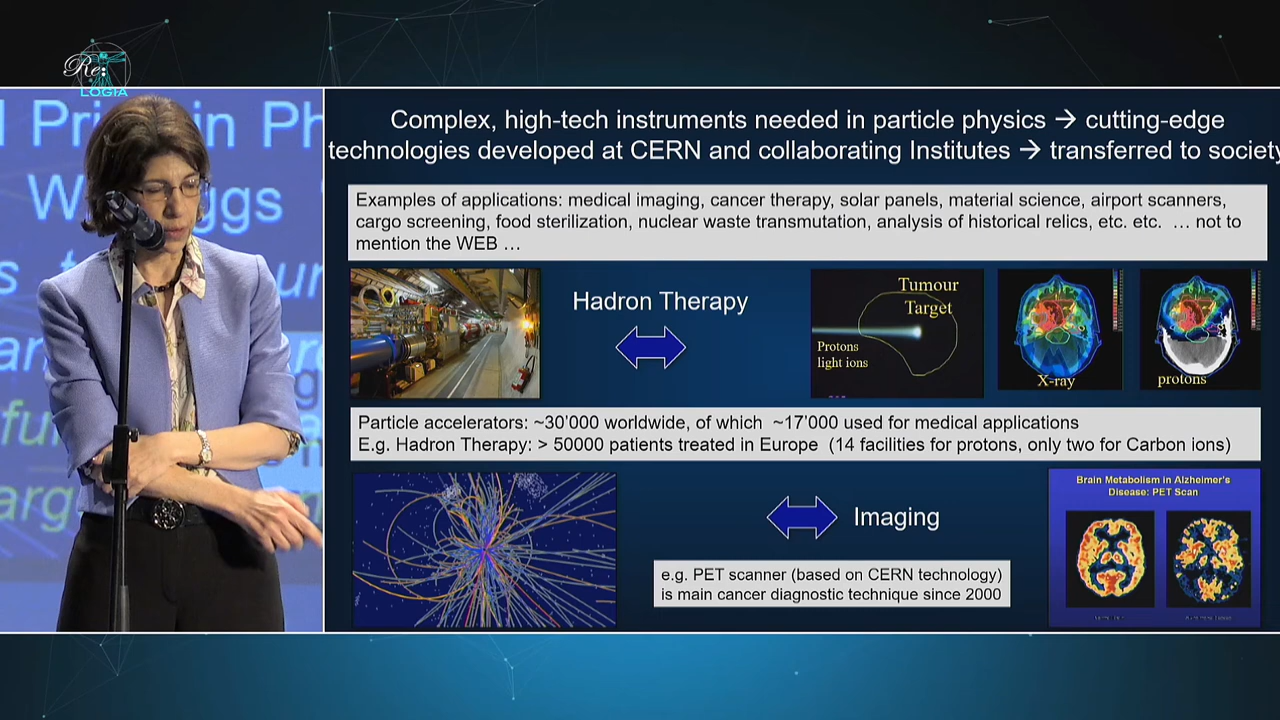 Re:
LOGIA
Pri in Ph
W ggs
Complex, high-tech instruments needed in particle physics → cutting-edge
technologies developed at CERN and collaborating Institutes → transferred to society
Examples of applications: medical imaging, cancer therapy, solar panels, material science, airport scanners,
cargo screening, food sterilization, nuclear waste transmutation, analysis of historical relics, etc. etc. … not to
mention the WEB …
Hadron Therapy
Tumour
Target
Protons
light ions
X-ray
protons
Particle accelerators: ~30’000 worldwide, of which ~17’000 used for medical applications
E.g. Hadron Therapy: > 50000 patients treated in Europe (14 facilities for protons, only two for Carbon ions)
Imaging
e.g. PET scanner (based on CERN technology)
is main cancer diagnostic technique since 2000
Brain Metabolism in Alzheimer's
Disease: PET Scan